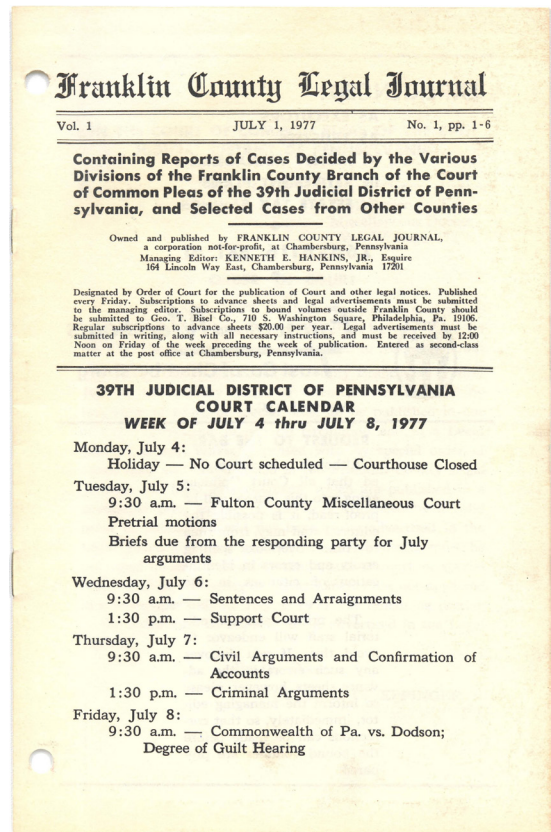 Franklin County Legal Journal
Vol. 1 JULY 1, 1977 No. 1, pp. 1-6
Containing Reports of Cases Decided by the Various
Divisions of the Franklin County Branch of the Court
of Common Pleas of the 39th Judicial District of Penn-
sylvania, and Selected Cases from Other Counties
Owned and published by FRANKLIN COUNTY LEGAL JOURNAL,
a corporation not-for-profit, at Chambersburg, Pennsylvania
Managing Editor: KENNETH E. HANKINS, JR., Esquire
164 Lincoln Way East, Chambersburg, Pennsylvania 17201
Designated by Order of Court for the publication of Court and other legal notices. Published
every Friday. Subscriptions to advance sheets and legal advertisements must be submitted
to the managing editor. Subscriptions to bound volumes outside Franklin County should
be submitted to Geo. T. Bisel Co., 710 S. Washington Square, Philadelphia, Pa. 19106.
Regular subscriptions to advance sheets $20.00 per year. Legal advertisements must be
submitted in writing, along with all necessary instructions, and must be received by 12:00
Noon on Friday of the week preceding the week of publication. Entered as second-class
matter at the post office at Chambersburg, Pennsylvania.
39TH JUDICIAL DISTRICT OF PENNSYLVANIA
COURT CALENDAR
WEEK OF JULY 4 thru JULY 8, 1977
Monday, July 4:
Holiday — No Court scheduled — Courthouse Closed
Tuesday, July 5:
9:30 a.m. — Fulton County Miscellaneous Court
Pretrial motions
Briefs due from the responding party for July
arguments
Wednesday, July 6:
9:30 a.m. — Sentences and Arraignments
1:30 p.m. — Support Court
Thursday, July 7:
9:30 a.m. — Civil Arguments and Confirmation of
Accounts
1:30 p.m. — Criminal Arguments
Friday, July 8:
9:30 a.m. — Commonwealth of Pa. vs. Dodson;
Degree of Guilt Hearing